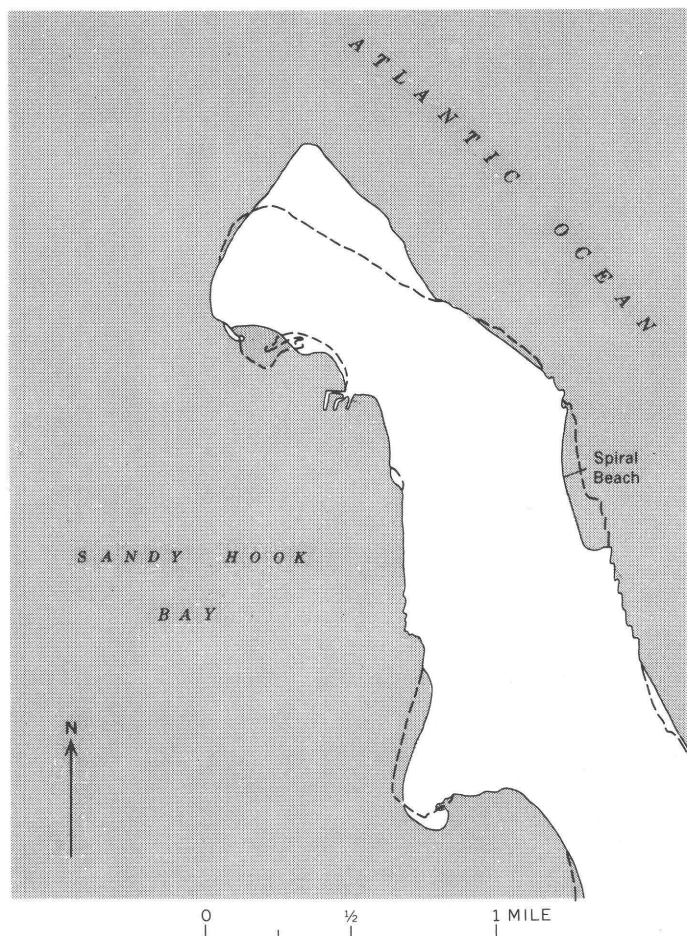 ATLANTIC OCEAN
Spiral
Beach
SANDY HOOK
BAY
N
0 ½ 1 MILE